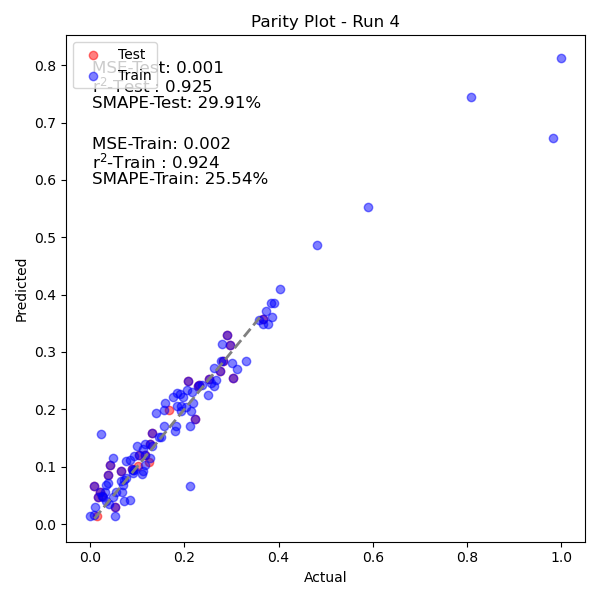 Parity Plot - Run 4
Test
Train
MSE-Test: 0.001
r²-Test : 0.925
SMAPE-Test: 29.91%
MSE-Train: 0.002
r²-Train : 0.924
SMAPE-Train: 25.54%
0.8
0.7
0.6
0.5
0.4
0.3
0.2
0.1
0.0
Predicted
0.0 0.2 0.4 0.6 0.8 1.0
Actual